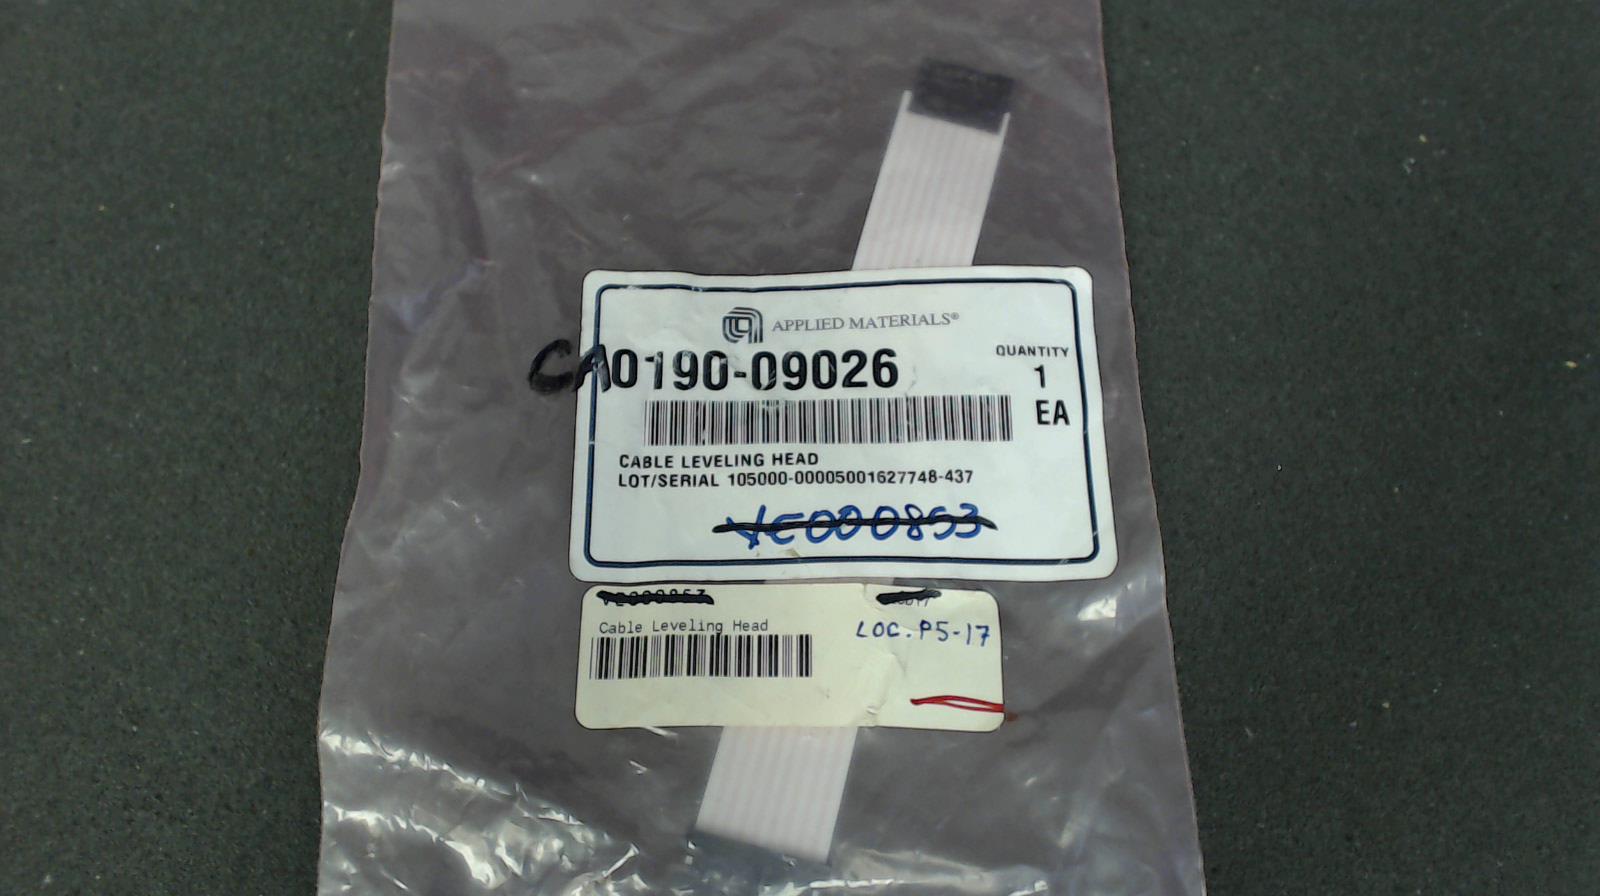 APPLIED MATERIALS®
CA0190-09026
QUANTITY
1
EA
CABLE LEVELING HEAD
LOT/SERIAL 105000-00005001627748-437
VE000853
Cable Leveling Head
LOC. P5-17